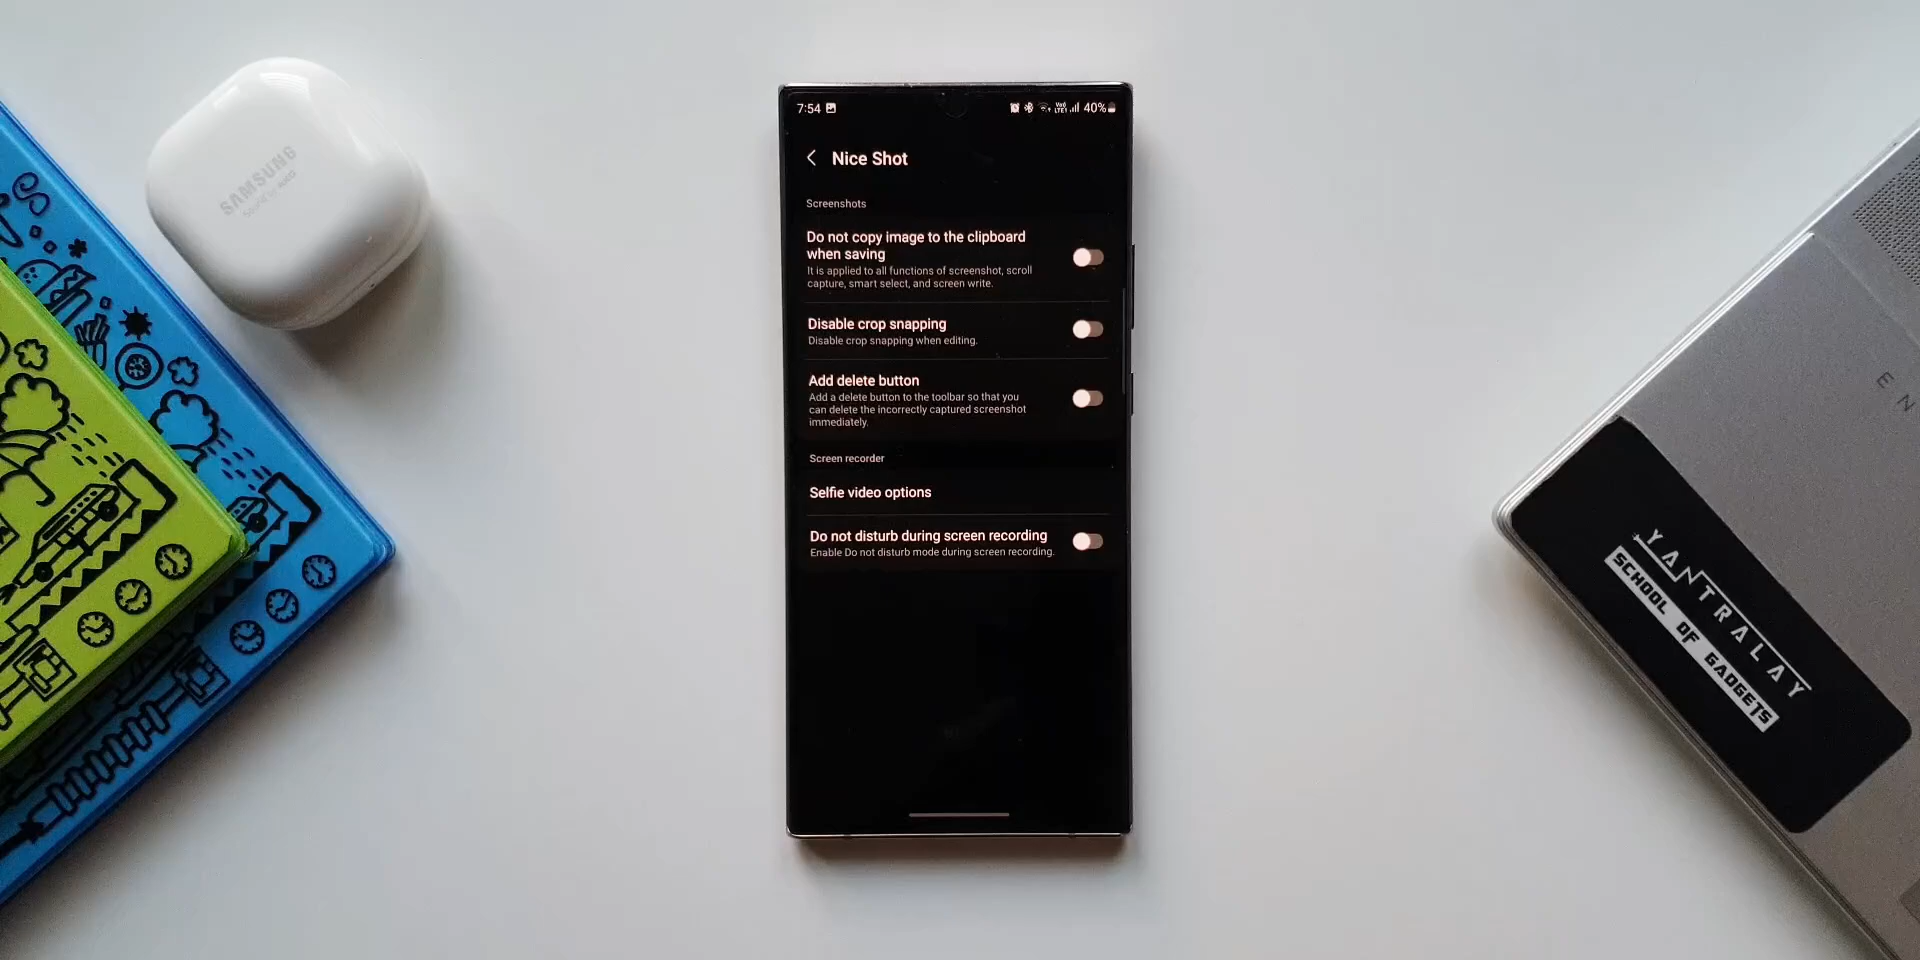 SAMSUNG
Sound by AKG
7:54
40%
Nice Shot
Screenshots
Do not copy image to the clipboard
when saving
It is applied to all functions of screenshot, scroll
capture, smart select, and screen write.
Disable crop snapping
Disable crop snapping when editing.
Add delete button
Add a delete button to the toolbar so that you
can delete the incorrectly captured screenshot
immediately.
Screen recorder
Selfie video options
Do not disturb during screen recording
Enable Do not disturb mode during screen recording.
E N
YANTRALAY
SCHOOL OF GADGETS